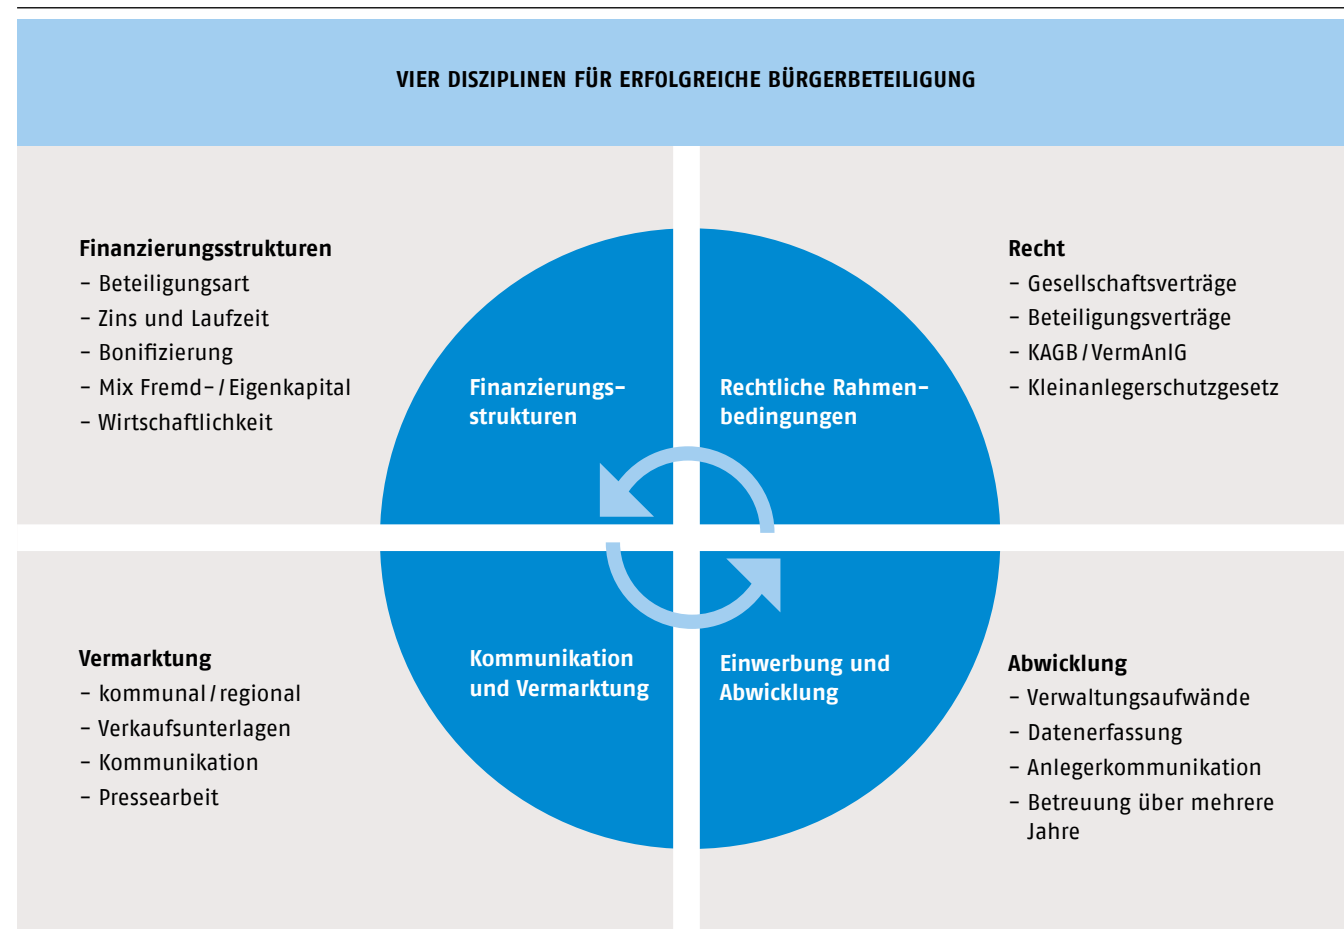 VIER DISZIPLINEN FÜR ERFOLGREICHE BÜRGERBETEILIGUNG
Finanzierungsstrukturen
– Beteiligungsart
– Zins und Laufzeit
– Bonifizierung
– Mix Fremd-/Eigenkapital
– Wirtschaftlichkeit
Finanzierungs-
strukturen
Rechtliche Rahmen-
bedingungen
Recht
– Gesellschaftsverträge
– Beteiligungsverträge
– KAGB/VermAnlG
– Kleinanlegerschutzgesetz
Vermarktung
– kommunal/regional
– Verkaufsunterlagen
– Kommunikation
– Pressearbeit
Kommunikation
und Vermarktung
Einwerbung und
Abwicklung
Abwicklung
– Verwaltungsaufwände
– Datenerfassung
– Anlegerkommunikation
– Betreuung über mehrere
Jahre